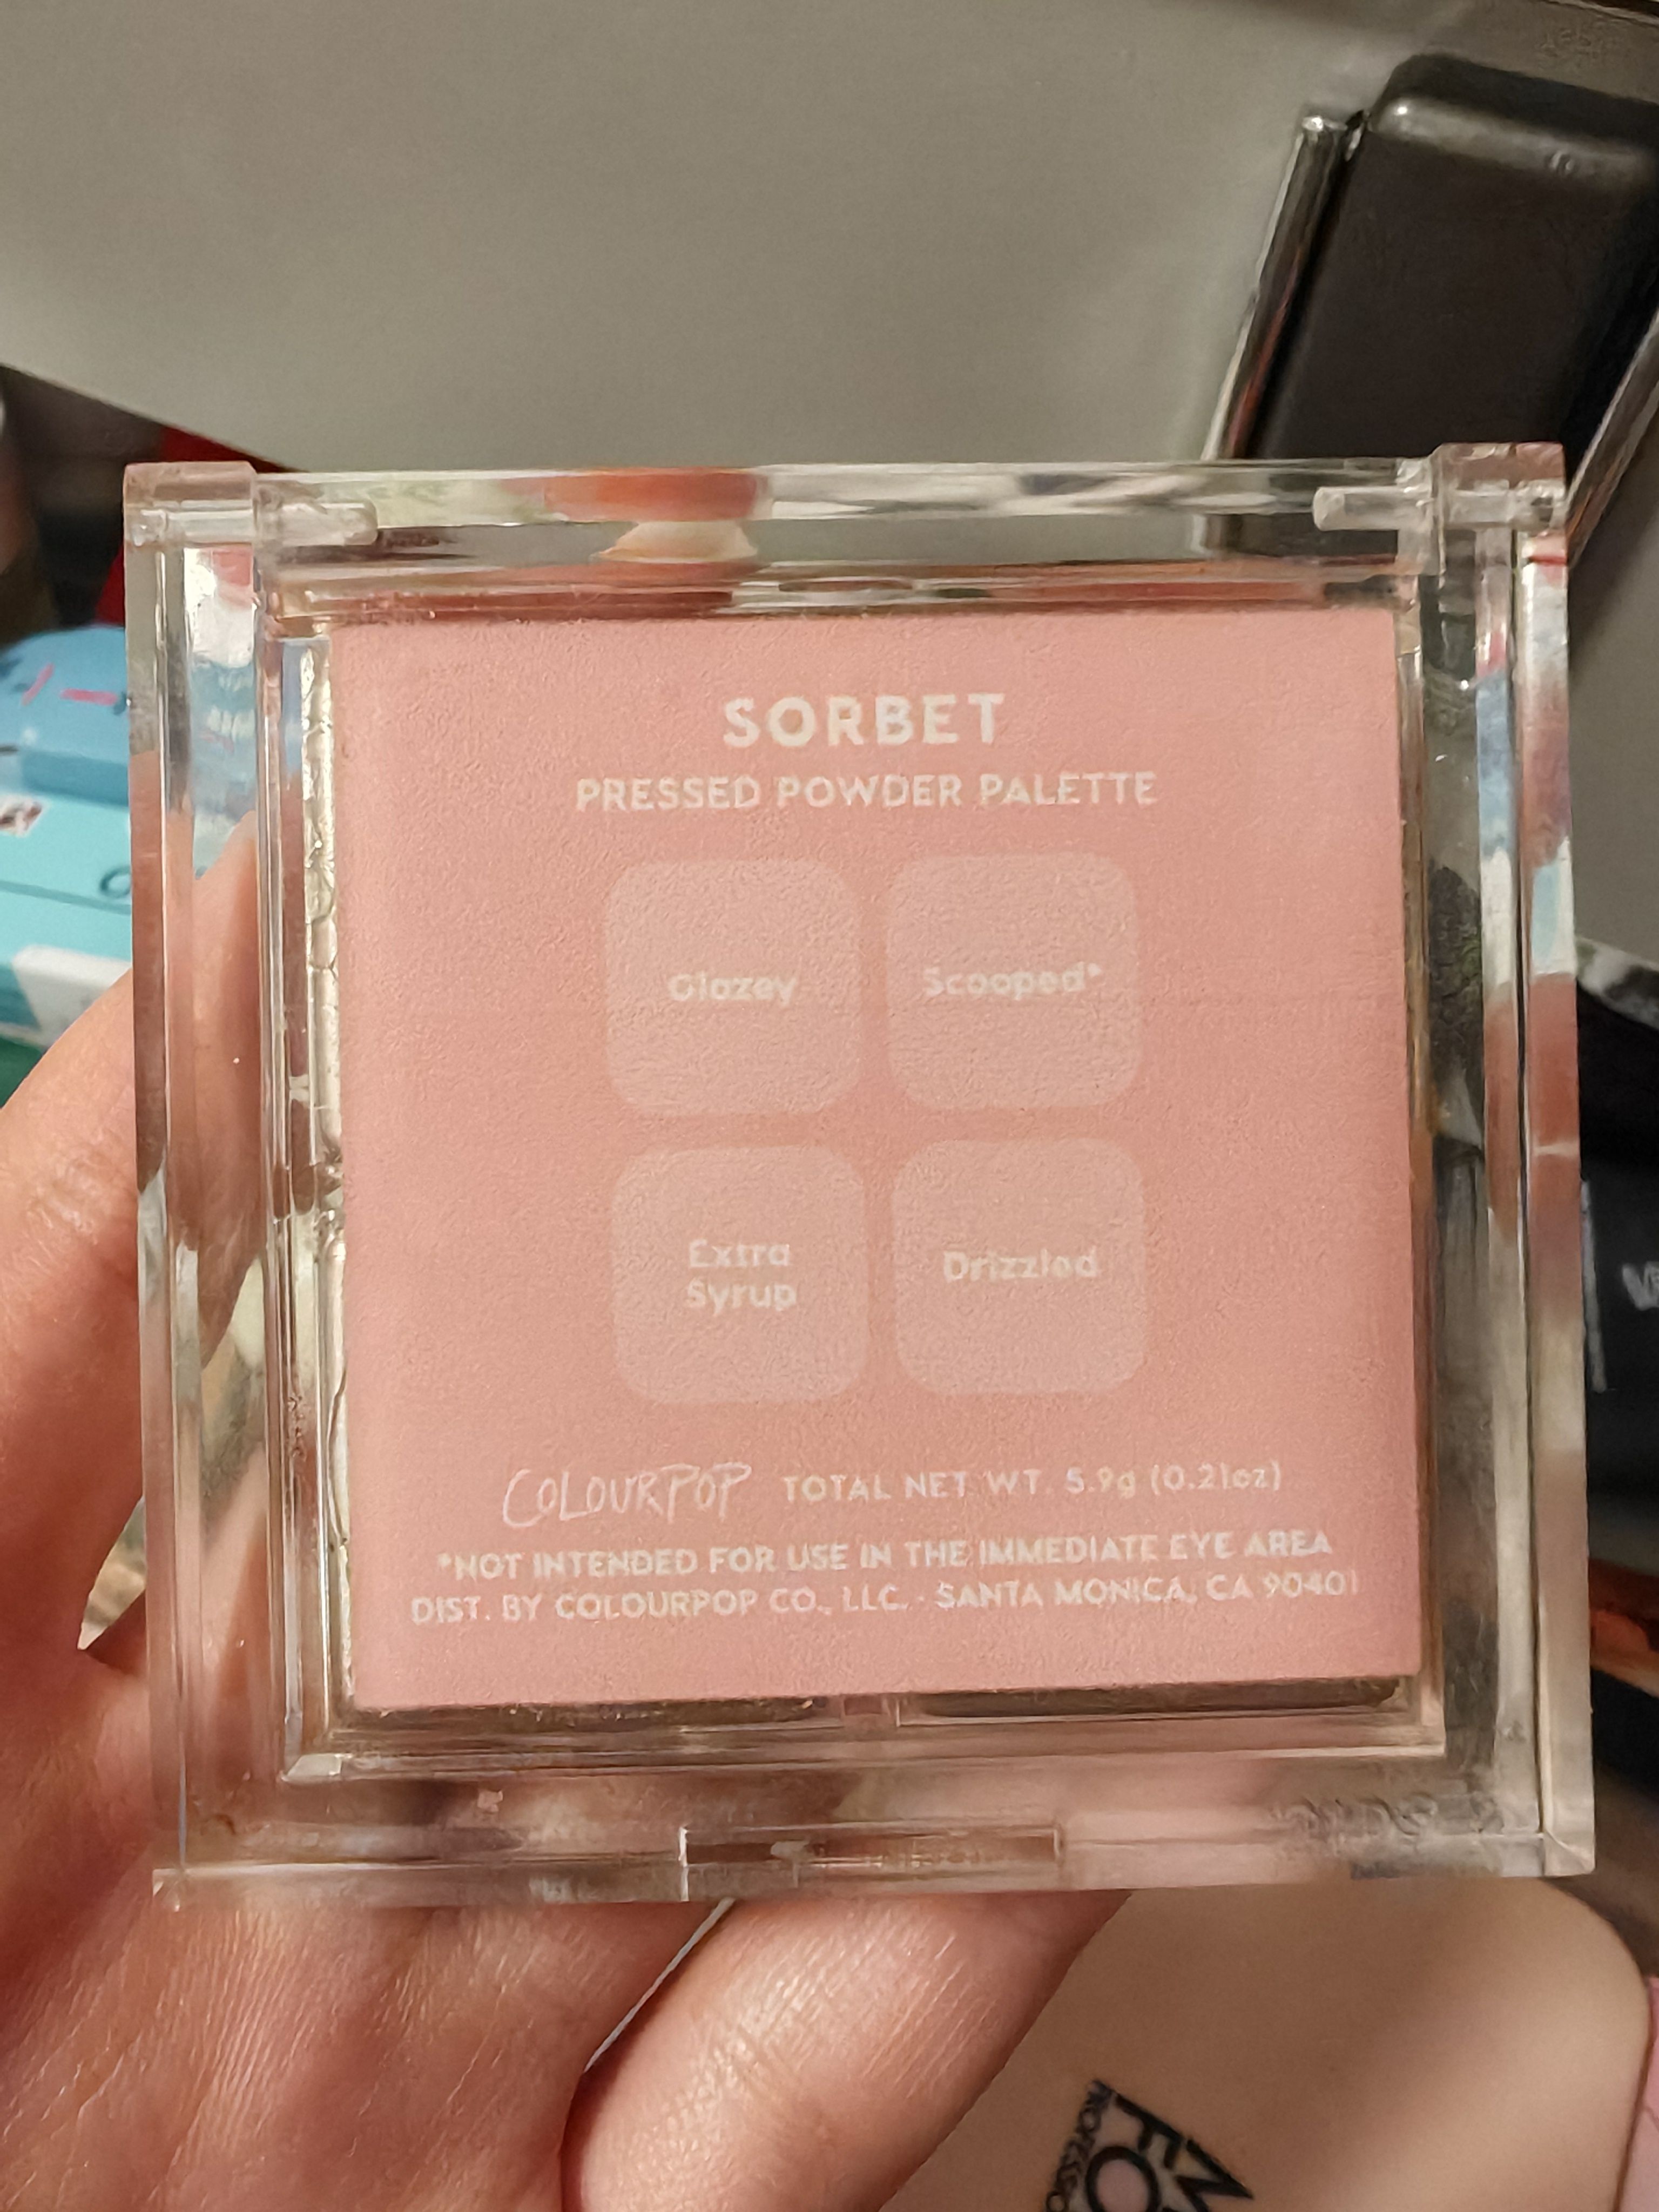 SORBET
PRESSED POWDER PALETTE
Glazey Scooped*
Extra
Syrup
Drizzled
COLOURPOP TOTAL NET WT. 5.9g (0.21oz)
*NOT INTENDED FOR USE IN THE IMMEDIATE EYE AREA
DIST. BY COLOURPOP CO., LLC. · SANTA MONICA, CA 90401